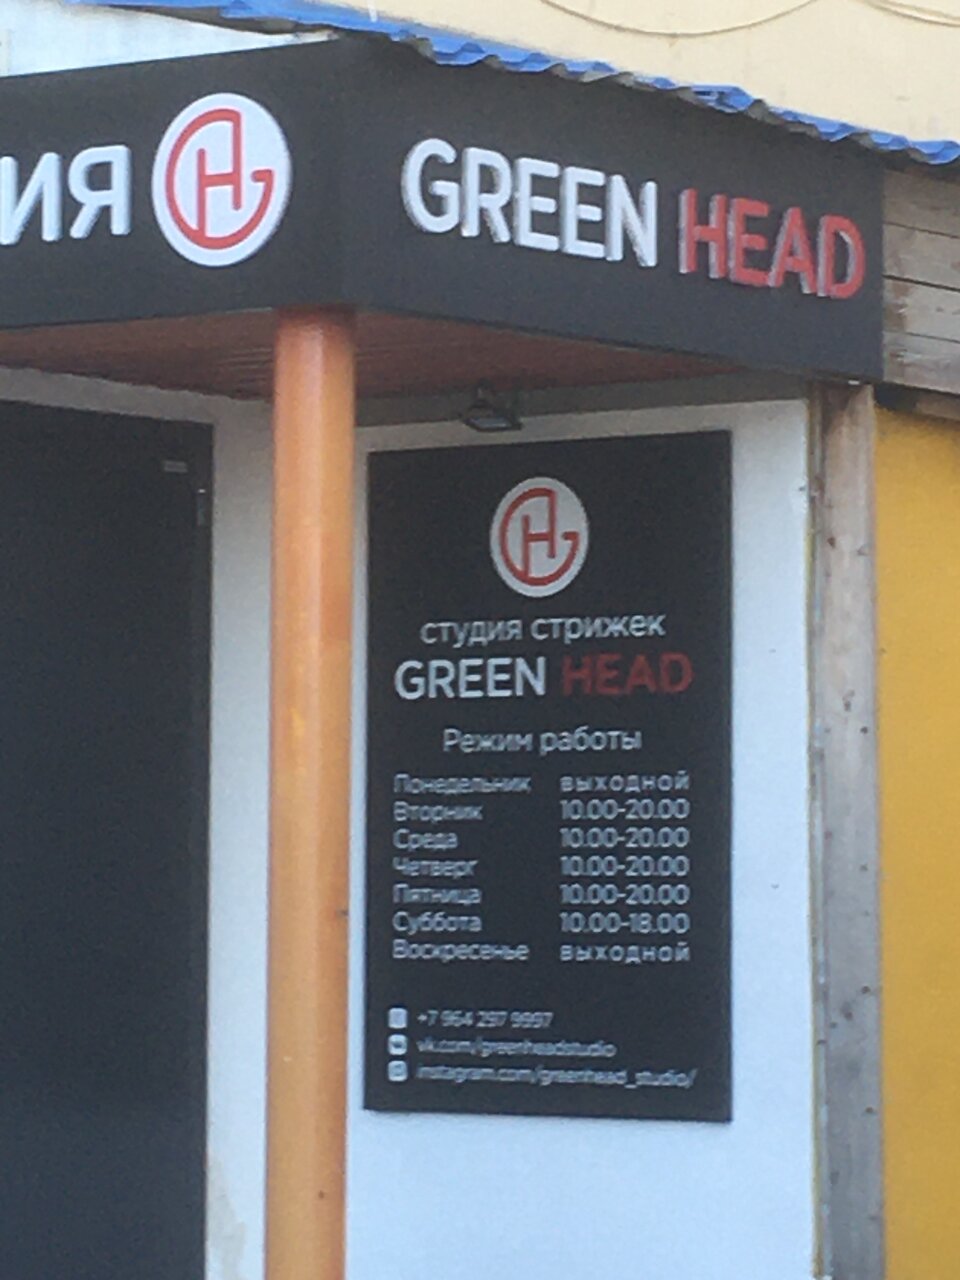 ИЯ
GREEN HEAD
студия стрижек
GREEN HEAD
Режим работы
Понедельник выходной
Вторник 10.00-20.00
Среда 10.00-20.00
Четверг 10.00-20.00
Пятница 10.00-20.00
Суббота 10.00-18.00
Воскресенье выходной
+7 964 297 9997
vk.com/greenheadstudio
instagram.com/greenhead_studio/